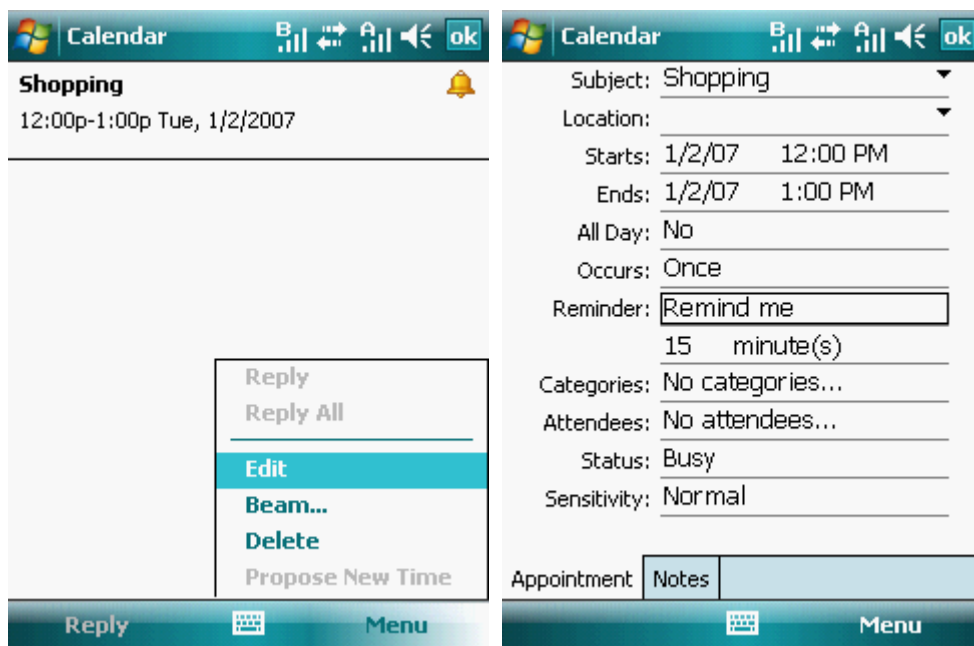 Calendar
ok
Shopping
12:00p-1:00p Tue, 1/2/2007
Reply
Reply All
Edit
Beam...
Delete
Propose New Time
Reply
Menu
Calendar
ok
Subject: Shopping
Location:
Starts: 1/2/07 12:00 PM
Ends: 1/2/07 1:00 PM
All Day: No
Occurs: Once
Reminder: Remind me
15 minute(s)
Categories: No categories...
Attendees: No attendees...
Status: Busy
Sensitivity: Normal
Appointment Notes
Menu